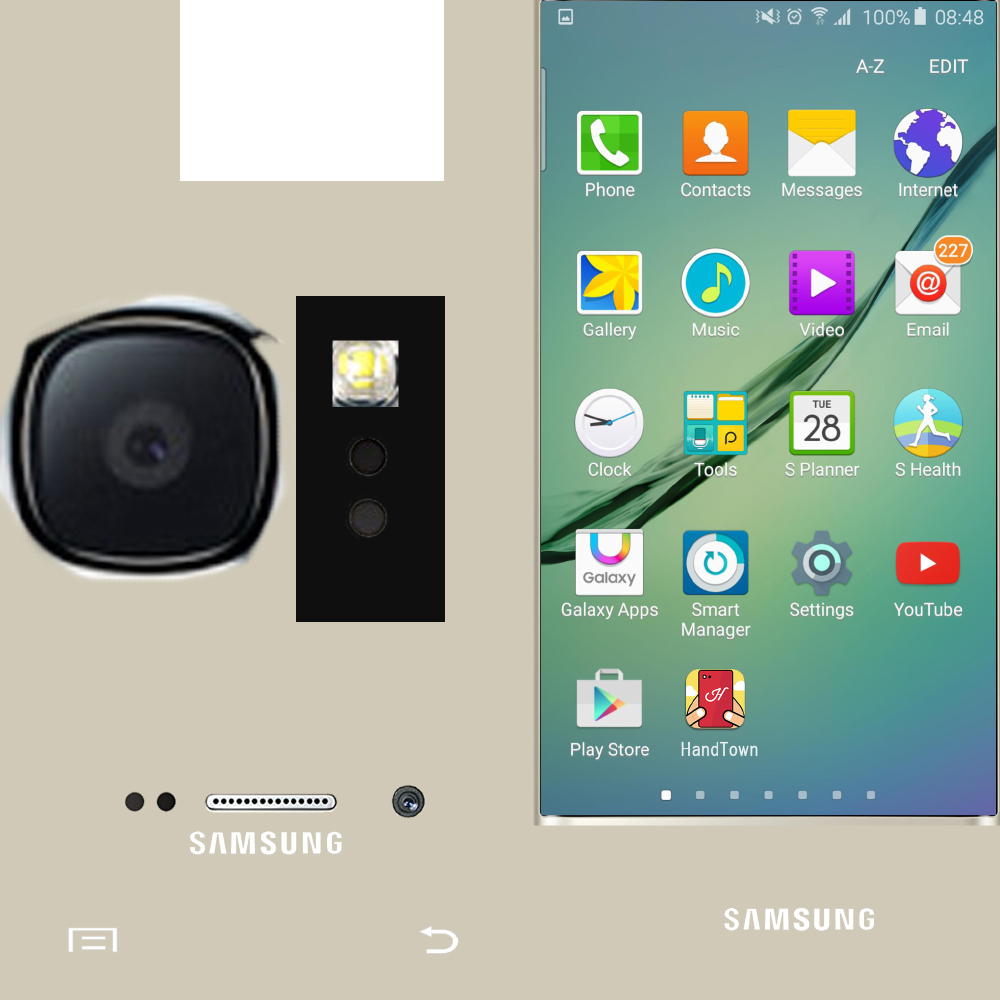 100% 08:48
A-Z EDIT
Phone Contacts Messages Internet
227
Gallery Music Video Email
TUE
28
Clock Tools S Planner S Health
Galaxy
Galaxy Apps Smart Manager Settings YouTube
H
Play Store HandTown
SAMSUNG
SAMSUNG